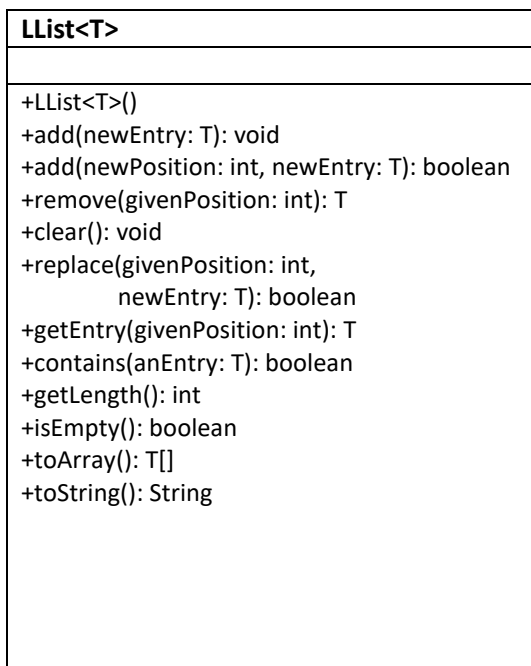 LList<T>
+LList<T>()
+add(newEntry: T): void
+add(newPosition: int, newEntry: T): boolean
+remove(givenPosition: int): T
+clear(): void
+replace(givenPosition: int,
newEntry: T): boolean
+getEntry(givenPosition: int): T
+contains(anEntry: T): boolean
+getLength(): int
+isEmpty(): boolean
+toArray(): T[]
+toString(): String